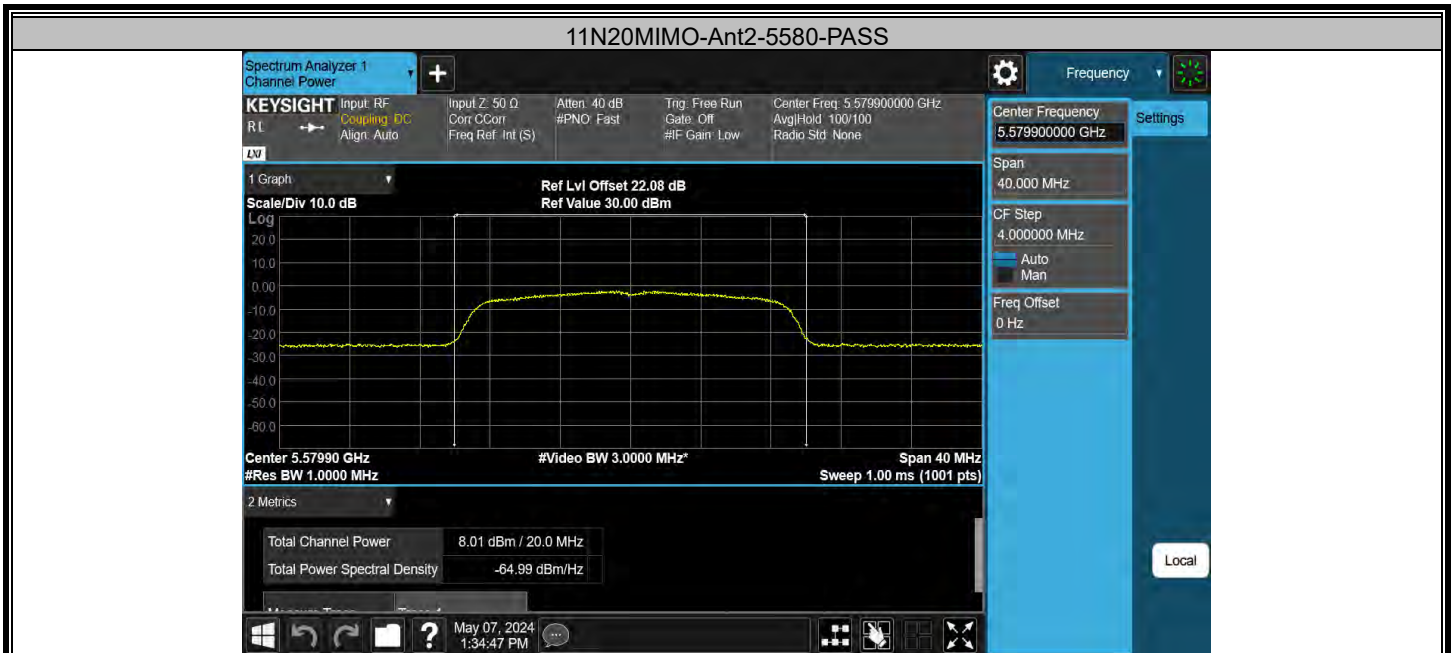 11N20MIMO-Ant2-5580-PASS
Spectrum Analyzer 1
Channel Power
Frequency
KEYSIGHT
RL
LXI
Input: RF
Coupling: DC
Align: Auto
Input Z: 50 Ω
Corr CCorr
Freq Ref: Int (S)
Atten: 40 dB
#PNO: Fast
Trig: Free Run
Gate: Off
#IF Gain: Low
Center Freq: 5.579900000 GHz
Avg|Hold: 100/100
Radio Std: None
Center Frequency
5.579900000 GHz
Settings
Span
40.000 MHz
CF Step
4.000000 MHz
Auto
Man
Freq Offset
0 Hz
Local
1 Graph
Scale/Div 10.0 dB
Ref Lvl Offset 22.08 dB
Ref Value 30.00 dBm
Log
20.0
10.0
0.00
-10.0
-20.0
-30.0
-40.0
-50.0
-60.0
Center 5.57990 GHz
#Video BW 3.0000 MHz*
Span 40 MHz
#Res BW 1.0000 MHz
Sweep 1.00 ms (1001 pts)
2 Metrics
Total Channel Power 8.01 dBm / 20.0 MHz
Total Power Spectral Density -64.99 dBm/Hz
May 07, 2024
1:34:47 PM